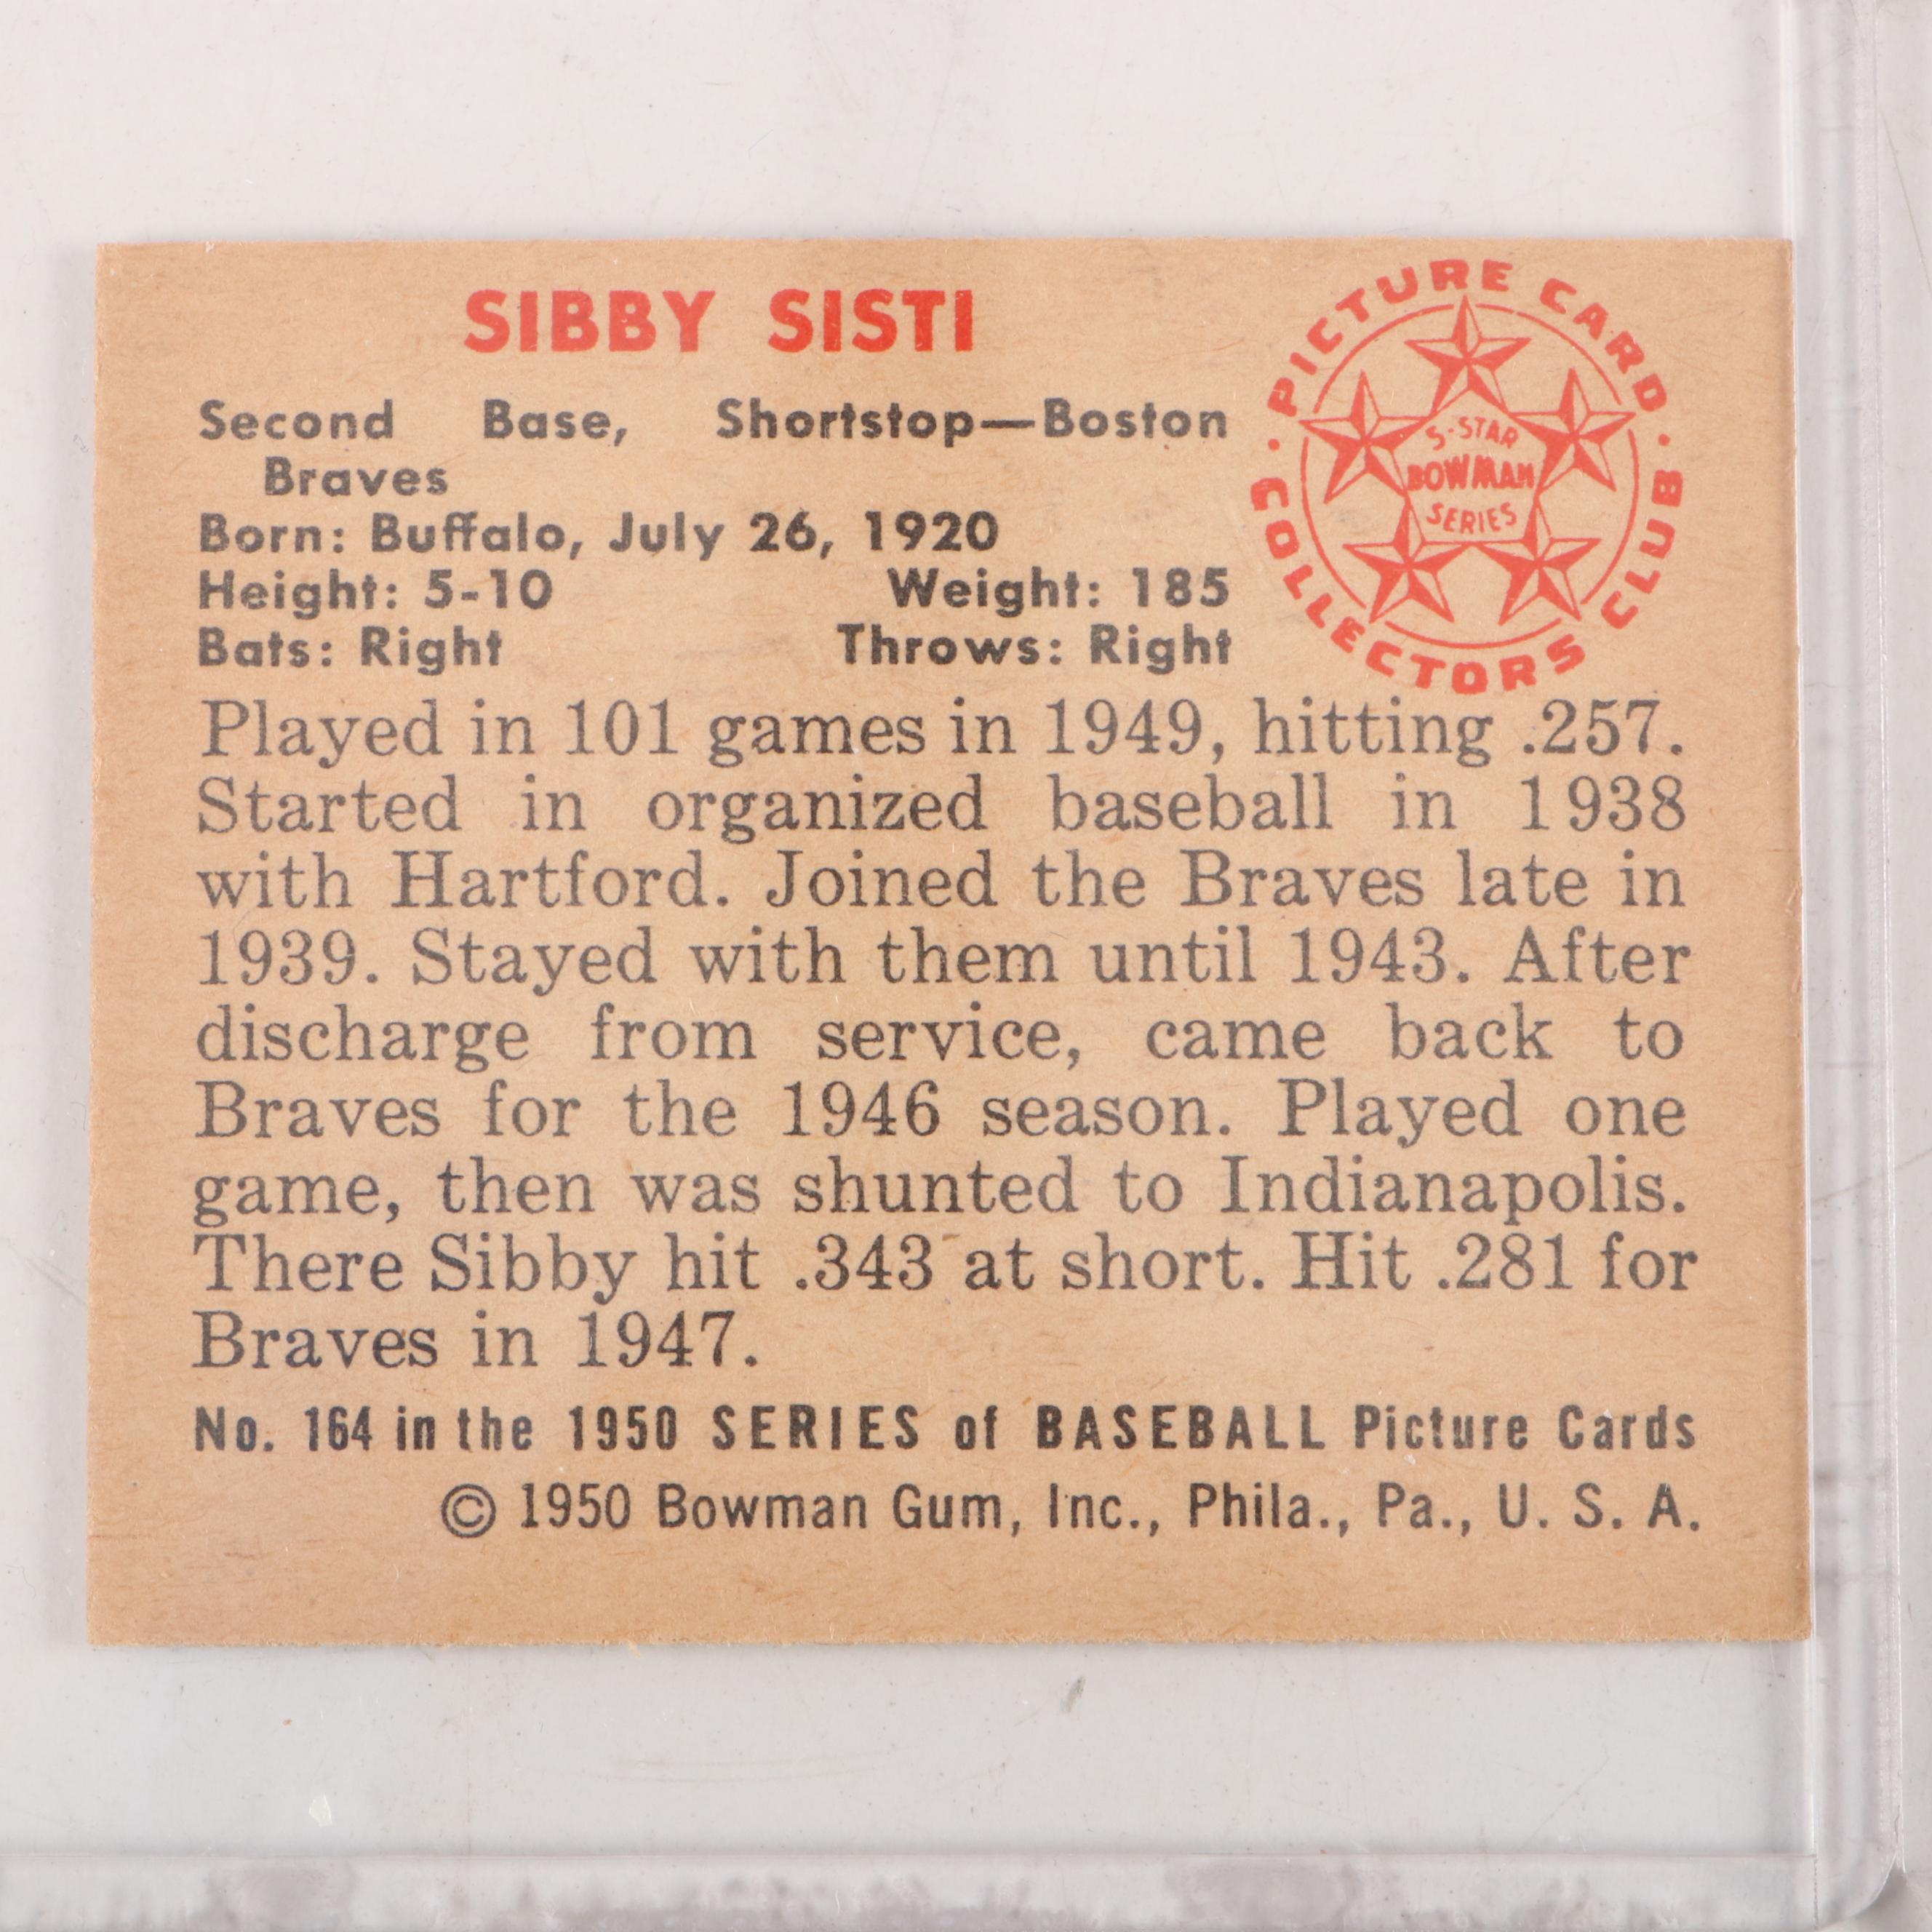 SIBBY SISTI
Second Base, Shortstop—Boston
Braves
Born: Buffalo, July 26, 1920
Height: 5-10 Weight: 185
Bats: Right Throws: Right
PICTURE CARD
COLLECTORS CLUB
5-STAR
BOWMAN
SERIES
Played in 101 games in 1949, hitting .257.
Started in organized baseball in 1938
with Hartford. Joined the Braves late in
1939. Stayed with them until 1943. After
discharge from service, came back to
Braves for the 1946 season. Played one
game, then was shunted to Indianapolis.
There Sibby hit .343 at short. Hit .281 for
Braves in 1947.
No. 164 in the 1950 SERIES of BASEBALL Picture Cards
© 1950 Bowman Gum, Inc., Phila., Pa., U. S. A.